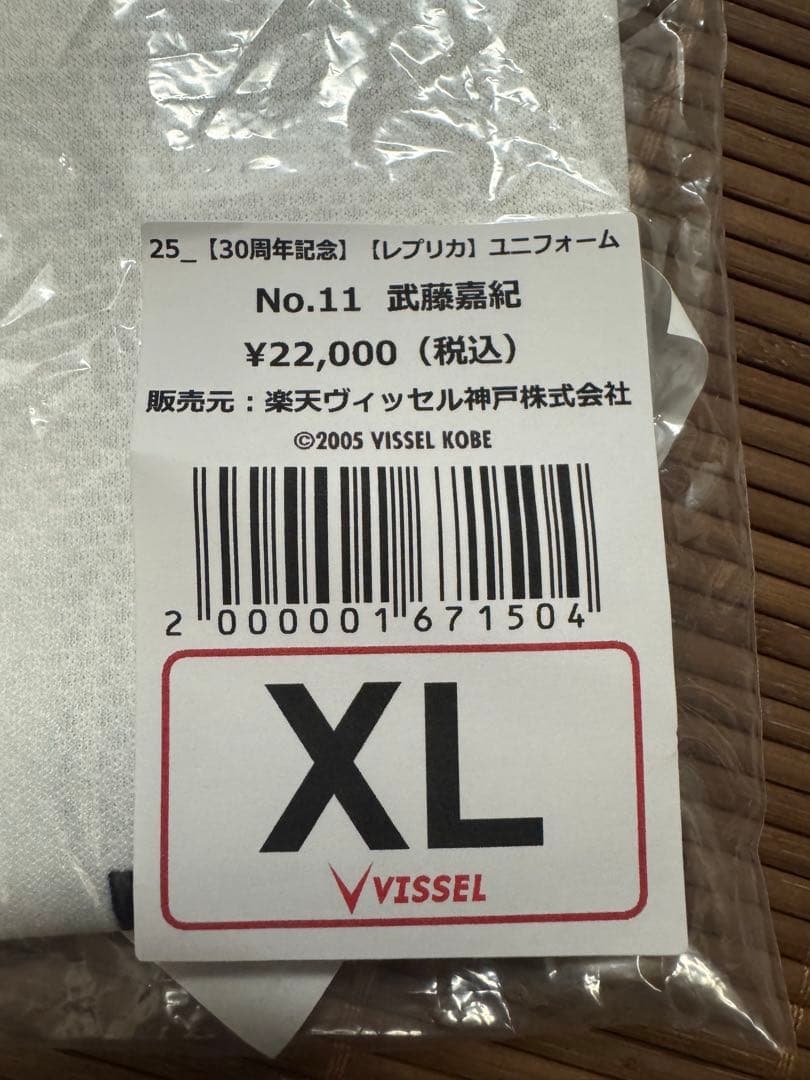 25_【30周年記念】【レプリカ】ユニフォーム
No.11 武藤嘉紀
¥22,000（税込）
販売元：楽天ヴィッセル神戸株式会社
©2005 VISSEL KOBE
2 000001 671504
XL
VISSEL